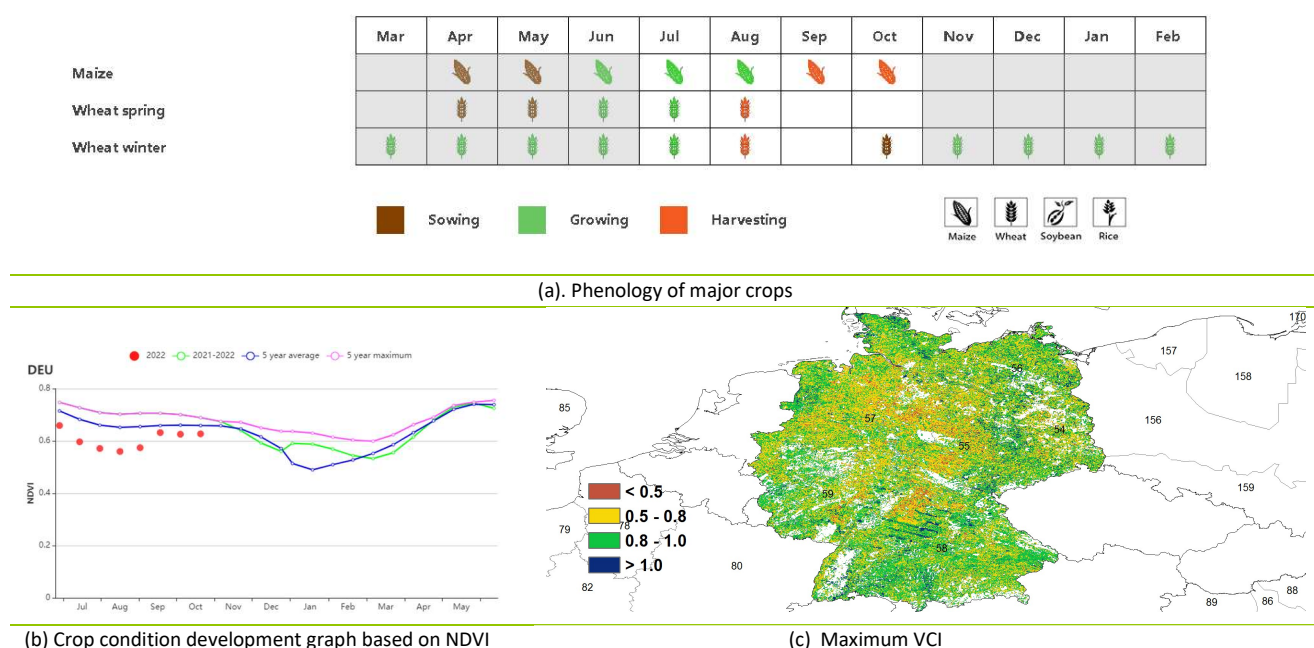 Mar Apr May Jun Jul Aug Sep Oct Nov Dec Jan Feb
Maize
Wheat spring
Wheat winter
Sowing Growing Harvesting
Maize Wheat Soybean Rice
(a). Phenology of major crops
2022 2021-2022 5 year average 5 year maximum
DEU
0.8
0.6
0.4
0.2
0
NDVI
Jul Aug Sep Oct Nov Dec Jan Feb Mar Apr May
(b) Crop condition development graph based on NDVI
170
157
158
56
85
156
57
54
55
159
59
< 0.5
0.5 - 0.8
79
78
0.8 - 1.0
58
80
> 1.0
82
88
89
86
(c) Maximum VCI